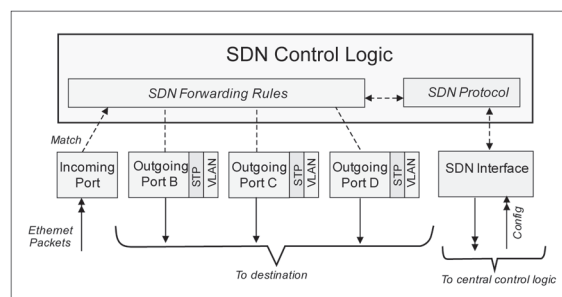 SDN Control Logic
SDN Forwarding Rules
SDN Protocol
Match
Incoming
Port
Outgoing
Port B
STP
VLAN
Outgoing
Port C
STP
VLAN
Outgoing
Port D
STP
VLAN
SDN Interface
Ethernet
Packets
Config
To destination
To central control logic